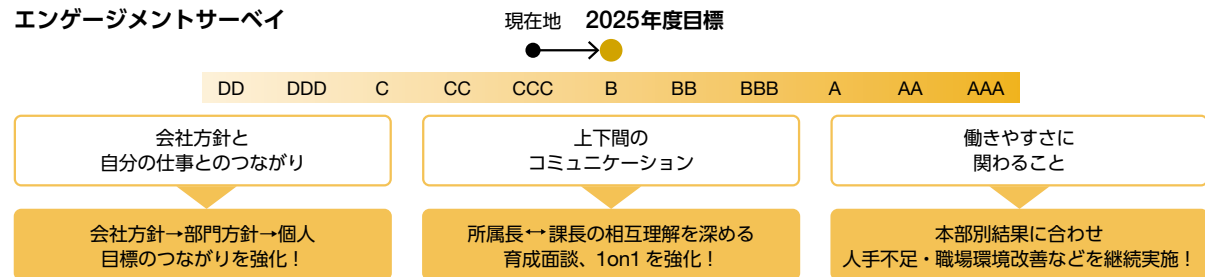 エンゲージメントサーベイ
現在地 2025年度目標
DD DDD C CC CCC B BB BBB A AA AAA
会社方針と
自分の仕事とのつながり
上下間の
コミュニケーション
働きやすさに
関わること
会社方針→部門方針→個人
目標のつながりを強化！
所属長↔課長の相互理解を深める
育成面談、1on1 を強化！
本部別結果に合わせ
人手不足・職場環境改善などを継続実施！